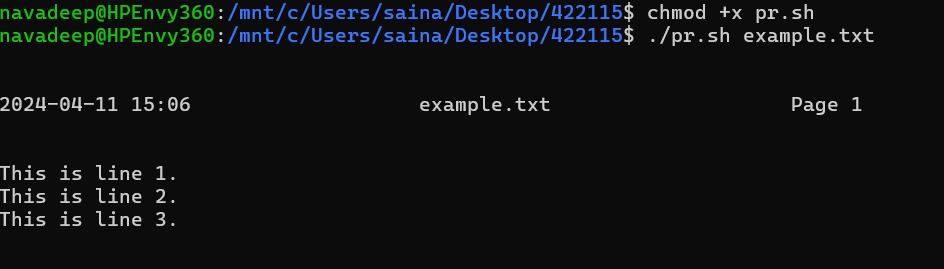 navadeep@HPEnvy360:/mnt/c/Users/saina/Desktop/422115$ chmod +x pr.sh
navadeep@HPEnvy360:/mnt/c/Users/saina/Desktop/422115$ ./pr.sh example.txt
2024-04-11 15:06 example.txt Page 1
This is line 1.
This is line 2.
This is line 3.